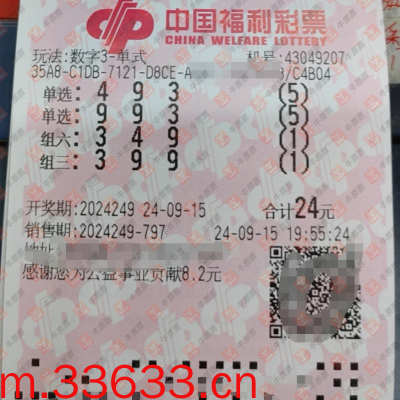 中国福利彩票
CHINA WELFARE LOTTERY
玩法:数字3-单式 机号:43049207
35A8-C1DB-7121-D8CE-A /C4B04
单选: 4 9 3 (5)
单选: 9 9 3 (5)
组六: 3 4 9 (1)
组三: 3 9 9 (1)
开奖期:2024249 24-09-15 合计24元
销售期:2024249-797 24-09-15 19:55:24
地址:
感谢您为公益事业贡献8.2元
m.33633.cn